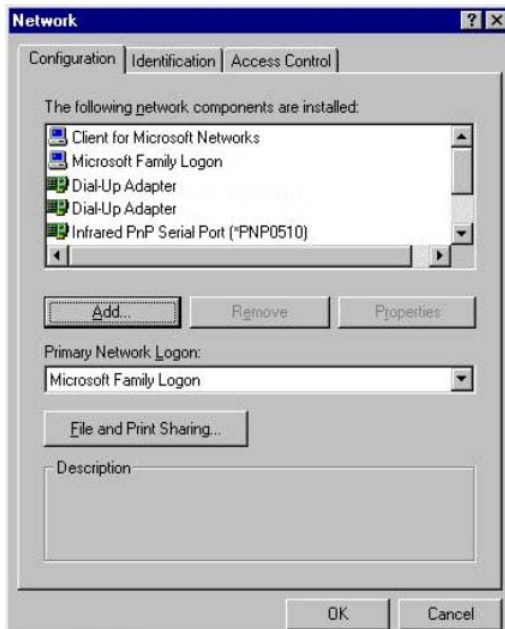 Network
Configuration Identification Access Control
The following network components are installed:
Client for Microsoft Networks
Microsoft Family Logon
Dial-Up Adapter
Dial-Up Adapter
Infrared PnP Serial Port (*PNP0510)
Add... Remove Properties
Primary Network Logon:
Microsoft Family Logon
File and Print Sharing...
Description
OK Cancel